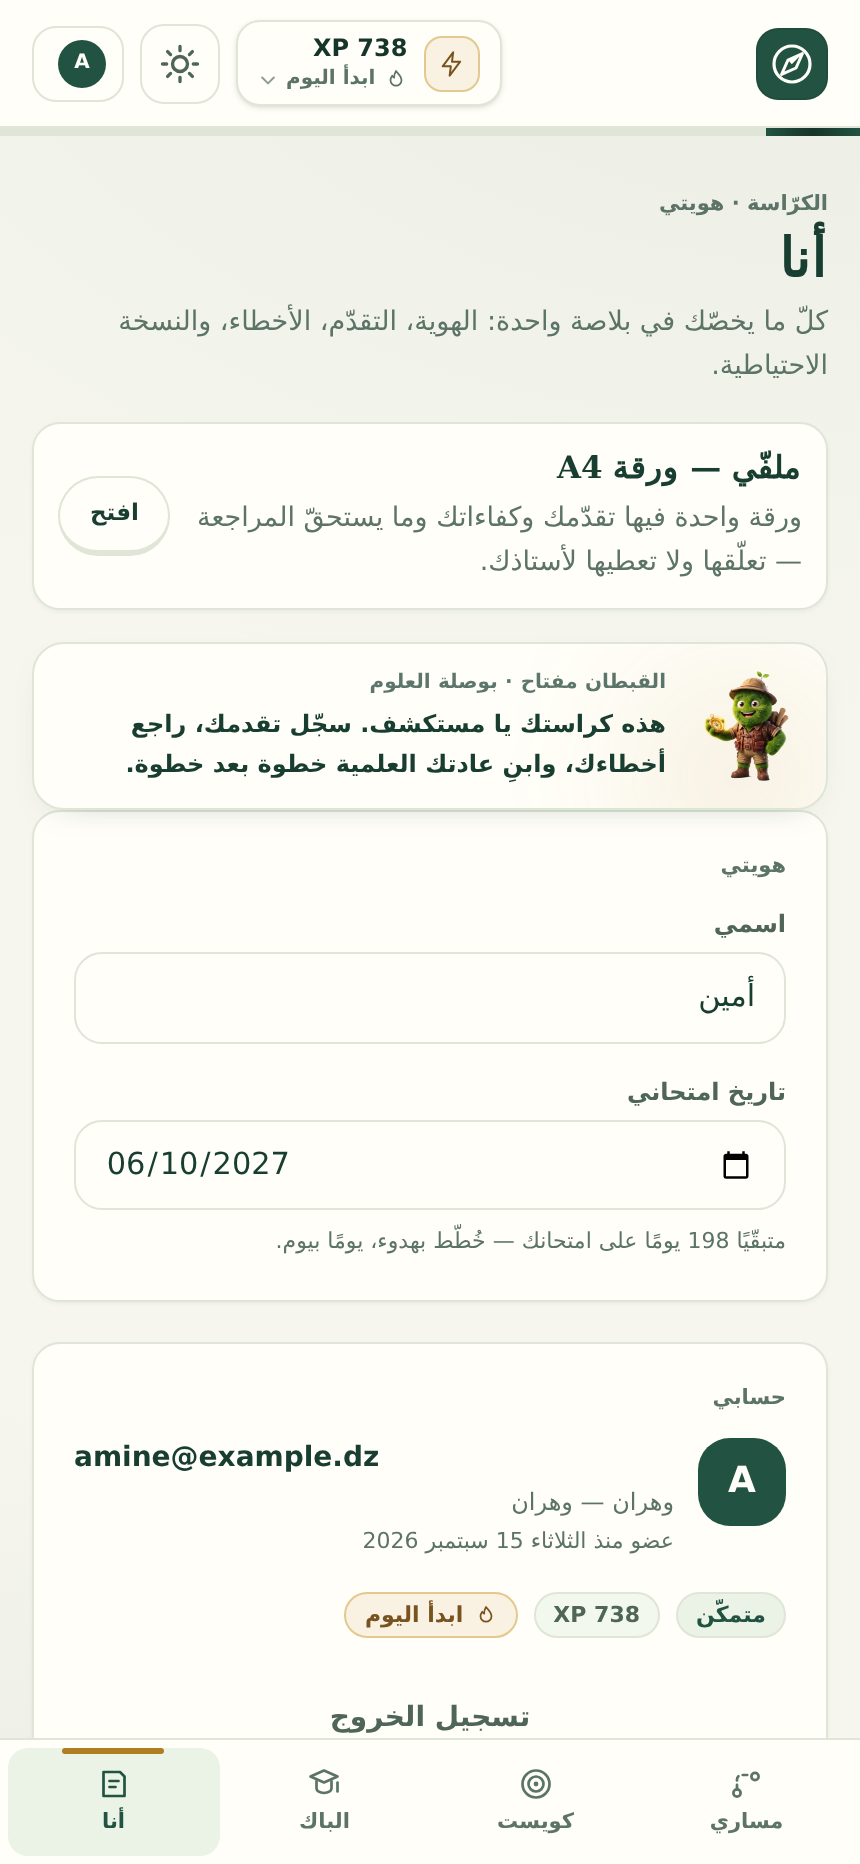 XP 738
ابدأ اليوم
A
الكرّاسة · هويتي
أنا
كلّ ما يخصّك في بلاصة واحدة: الهوية، التقدّم، الأخطاء، والنسخة
الاحتياطية.
ملفّي — ورقة A4
ورقة واحدة فيها تقدّمك وكفاءاتك وما يستحقّ المراجعة
— تعلّقها ولا تعطيها لأستاذك.
افتح
القبطان مفتاح · بوصلة العلوم
هذه كراستك يا مستكشف. سجّل تقدمك، راجع
أخطاءك، وابنِ عادتك العلمية خطوة بعد خطوة.
هويتي
اسمي
أمين
تاريخ امتحاني
06/10/2027
متبقّيًا 198 يومًا على امتحانك — خُطّط بهدوء، يومًا بيوم.
حسابي
A
amine@example.dz
وهران — وهران
عضو منذ الثلاثاء 15 سبتمبر 2026
متمكّن
XP 738
ابدأ اليوم
تسجيل الخروج
مساري
كويست
الباك
أنا